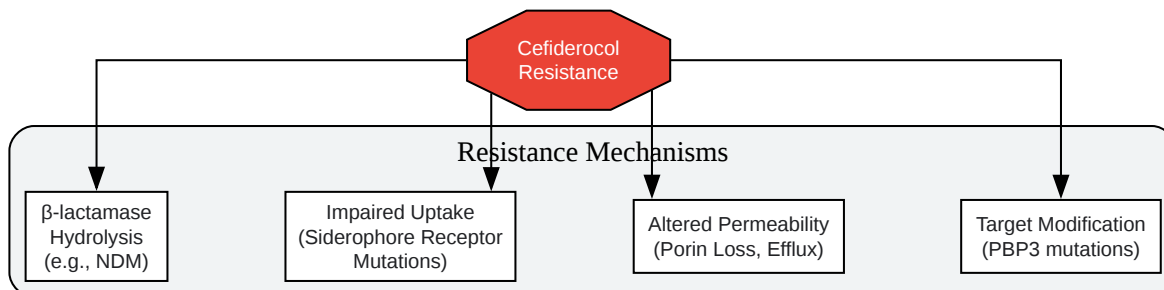 Cefiderocol
Resistance
Resistance Mechanisms
β-lactamase
Hydrolysis
(e.g., NDM)
Impaired Uptake
(Siderophore Receptor
Mutations)
Altered Permeability
(Porin Loss, Efflux)
Target Modification
(PBP3 mutations)